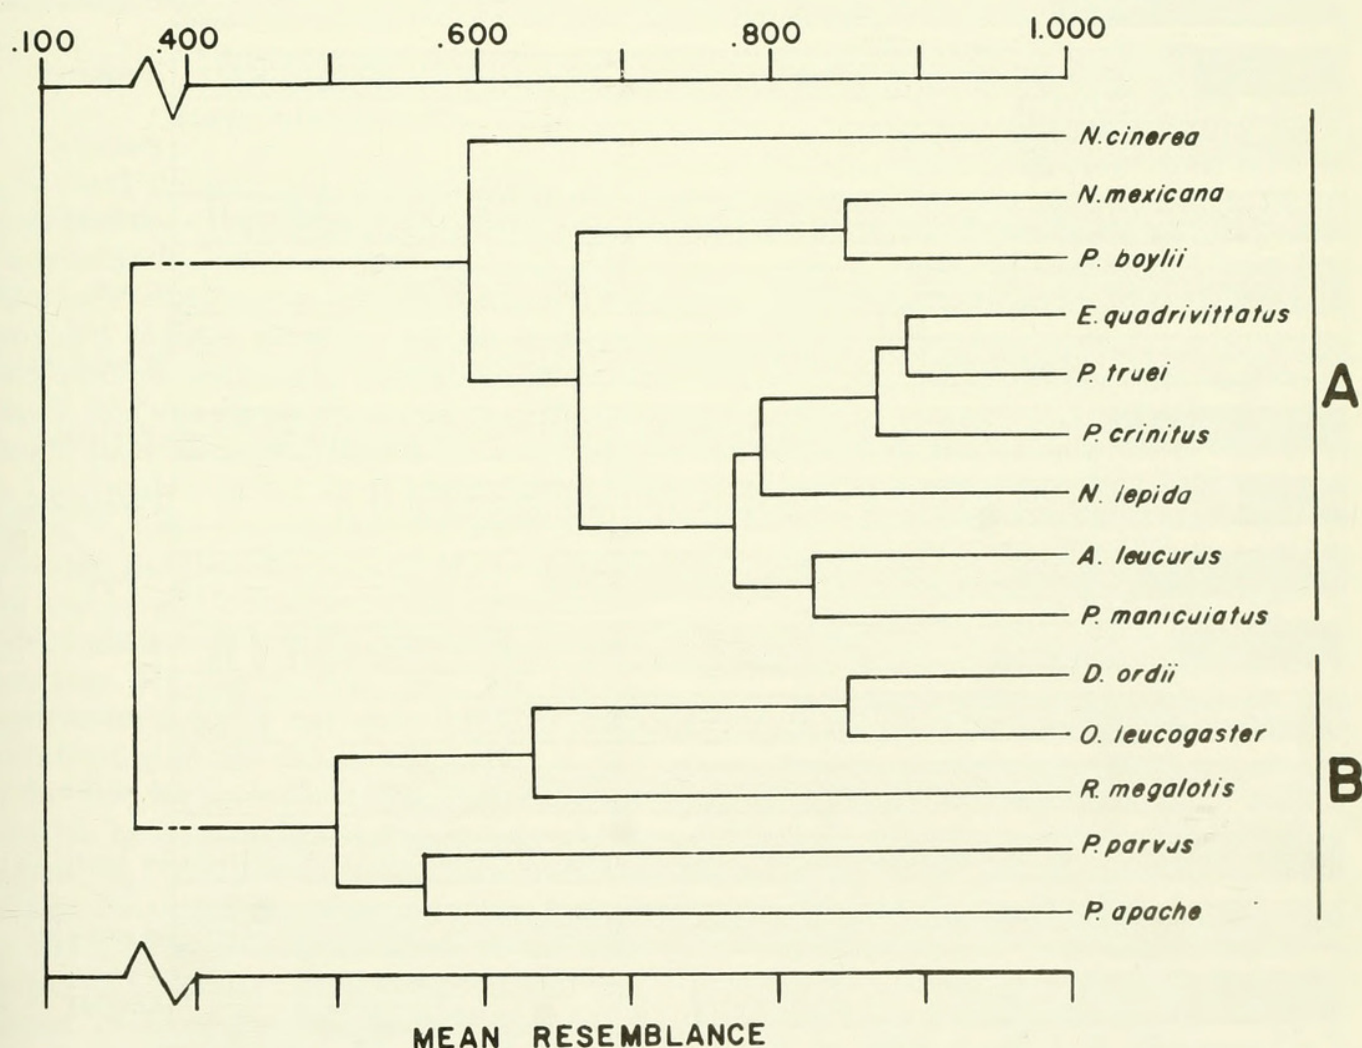 .100 .400 .600 .800 1.000
N. cinerea
N. mexicana
P. boylii
E. quadrivittatus
P. truei
A
P. crinitus
N. lepida
A. leucurus
P. maniculatus
D. ordii
O. leucogaster
B
R. megalotis
P. parvus
P. apache
MEAN RESEMBLANCE